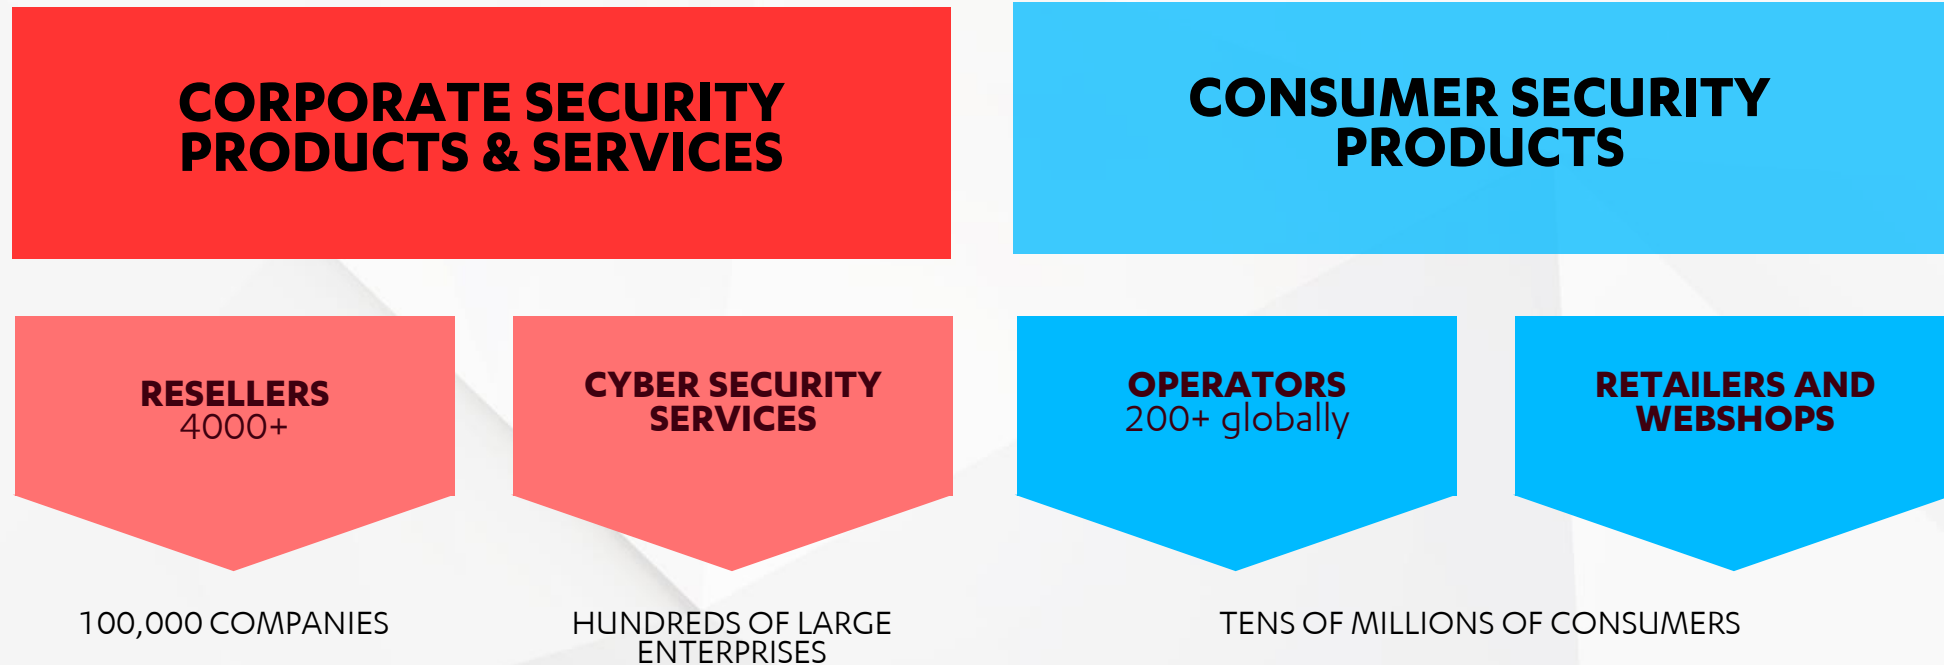 CORPORATE SECURITY
PRODUCTS & SERVICES
CONSUMER SECURITY
PRODUCTS
RESELLERS
4000+
CYBER SECURITY
SERVICES
OPERATORS
200+ globally
RETAILERS AND
WEBSHOPS
100,000 COMPANIES
HUNDREDS OF LARGE
ENTERPRISES
TENS OF MILLIONS OF CONSUMERS